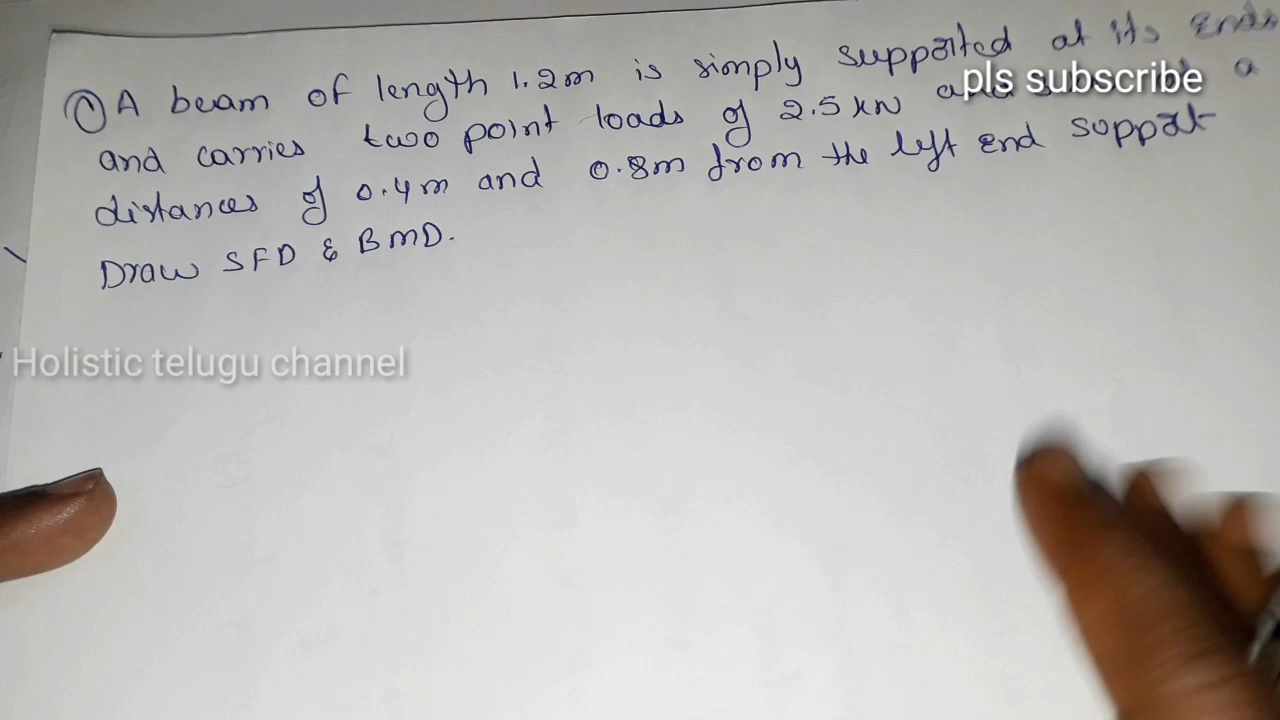 ① A beam of length 1.2m is simply supported at its ends
and carries two point loads of 2.5 kN and a
distances of 0.4m and 0.8m from the left end support
Draw SFD & BMD.
pls subscribe
Holistic telugu channel